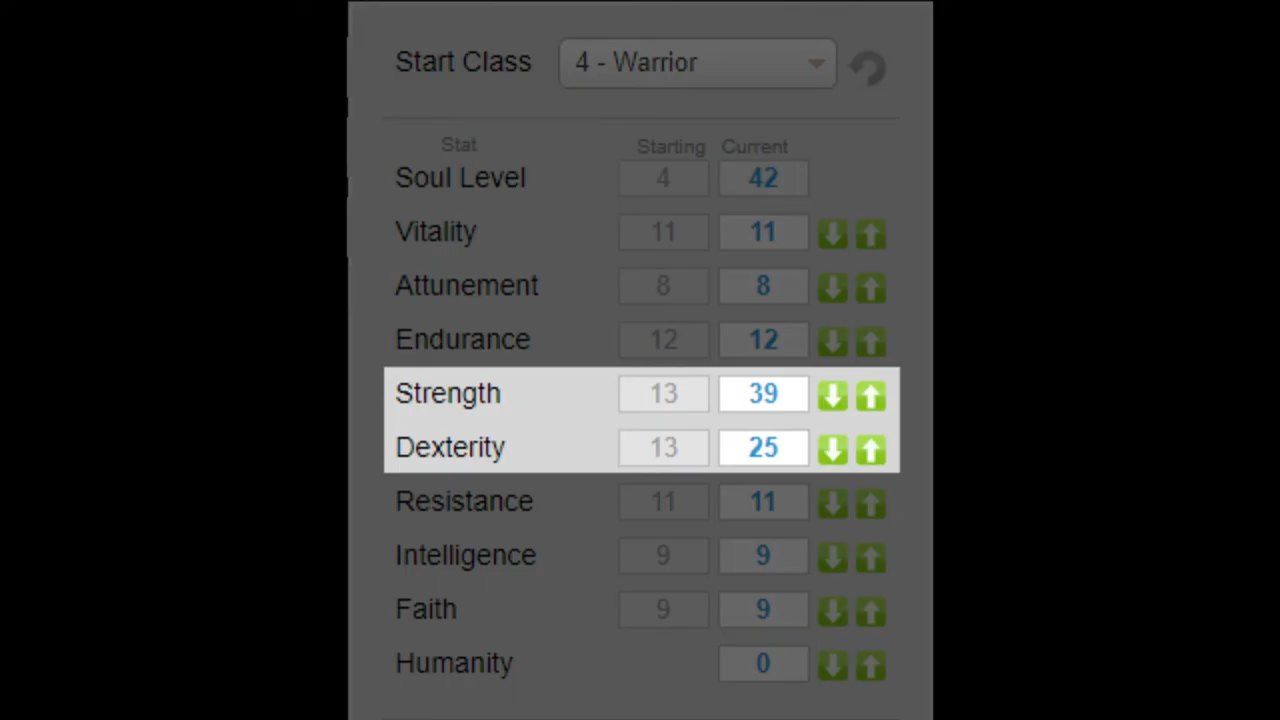 Start Class 4 - Warrior
Stat Starting Current
Soul Level 4 42
Vitality 11 11
Attunement 8 8
Endurance 12 12
Strength 13 39
Dexterity 13 25
Resistance 11 11
Intelligence 9 9
Faith 9 9
Humanity 0